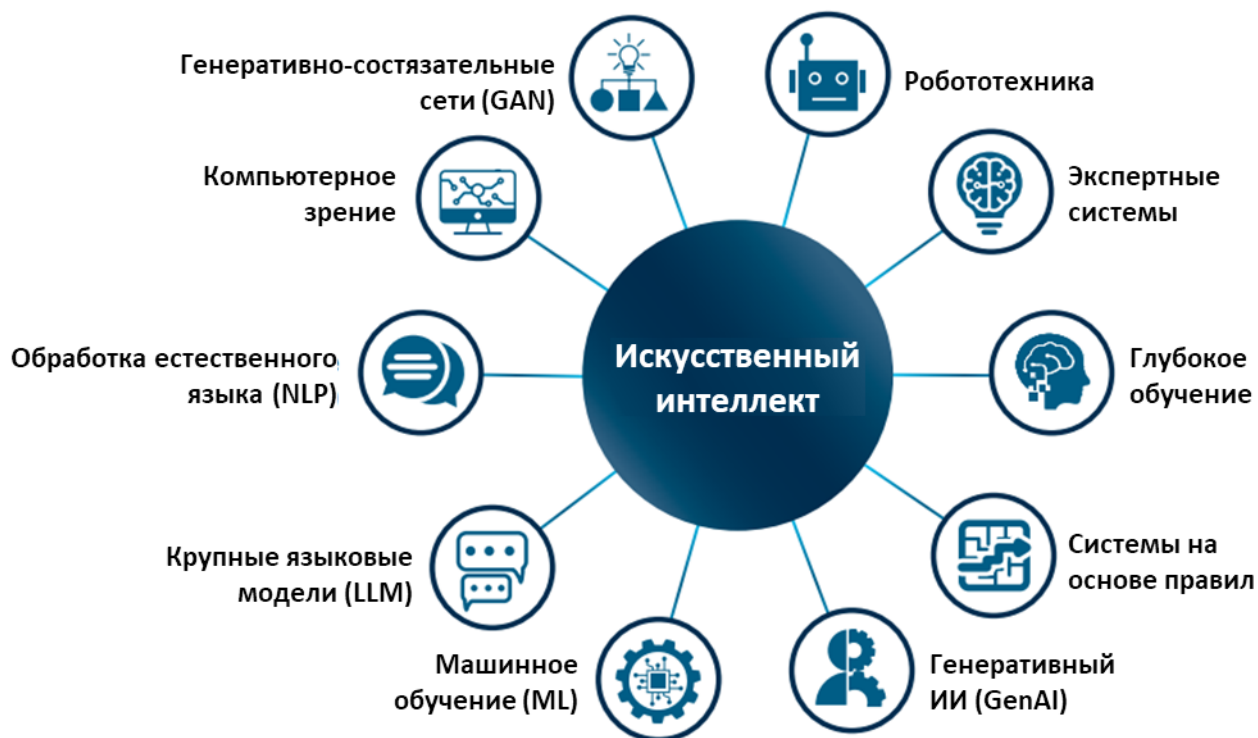 Генеративно-состязательные
сети (GAN)
Робототехника
Компьютерное
зрение
Экспертные
системы
Обработка естественного
языка (NLP)
Искусственный
интеллект
Глубокое
обучение
Крупные языковые
модели (LLM)
Системы на
основе правил
Машинное
обучение (ML)
Генеративный
ИИ (GenAI)